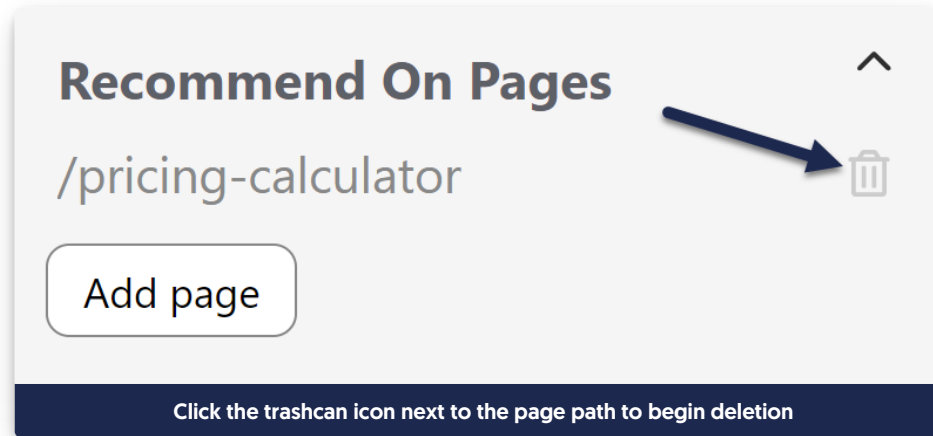 Recommend On Pages
/pricing-calculator
Add page
Click the trashcan icon next to the page path to begin deletion